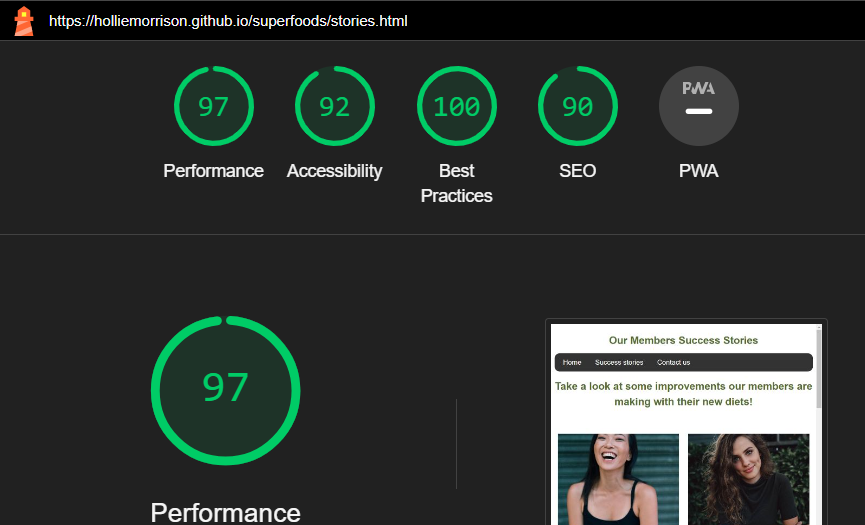 https://holliemorrison.github.io/superfoods/stories.html
97
92
100
90
PWA
Performance
Accessibility
Best
Practices
SEO
PWA
97
Performance
Our Members Success Stories
Home Success stories Contact us
Take a look at some improvements our members are
making with their new diets!